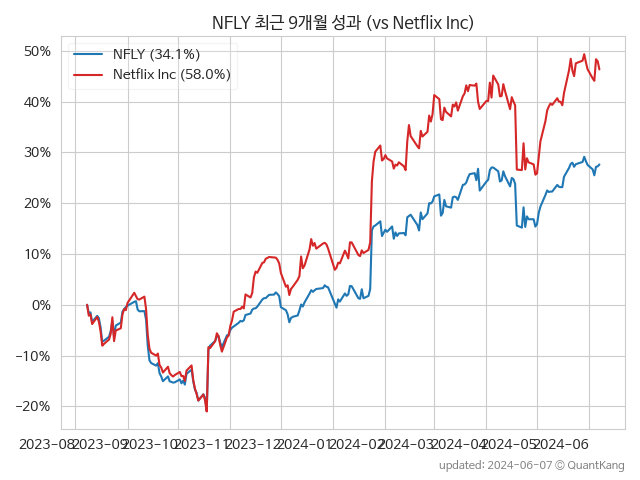 NFLY 최근 9개월 성과 (vs Netflix Inc)
NFLY (34.1%)
Netflix Inc (58.0%)
50%
40%
30%
20%
10%
0%
−10%
−20%
2023-08 2023-09 2023-10 2023-11 2023-12 2024-01 2024-02 2024-03 2024-04 2024-05 2024-06
updated: 2024-06-07 © QuantKang